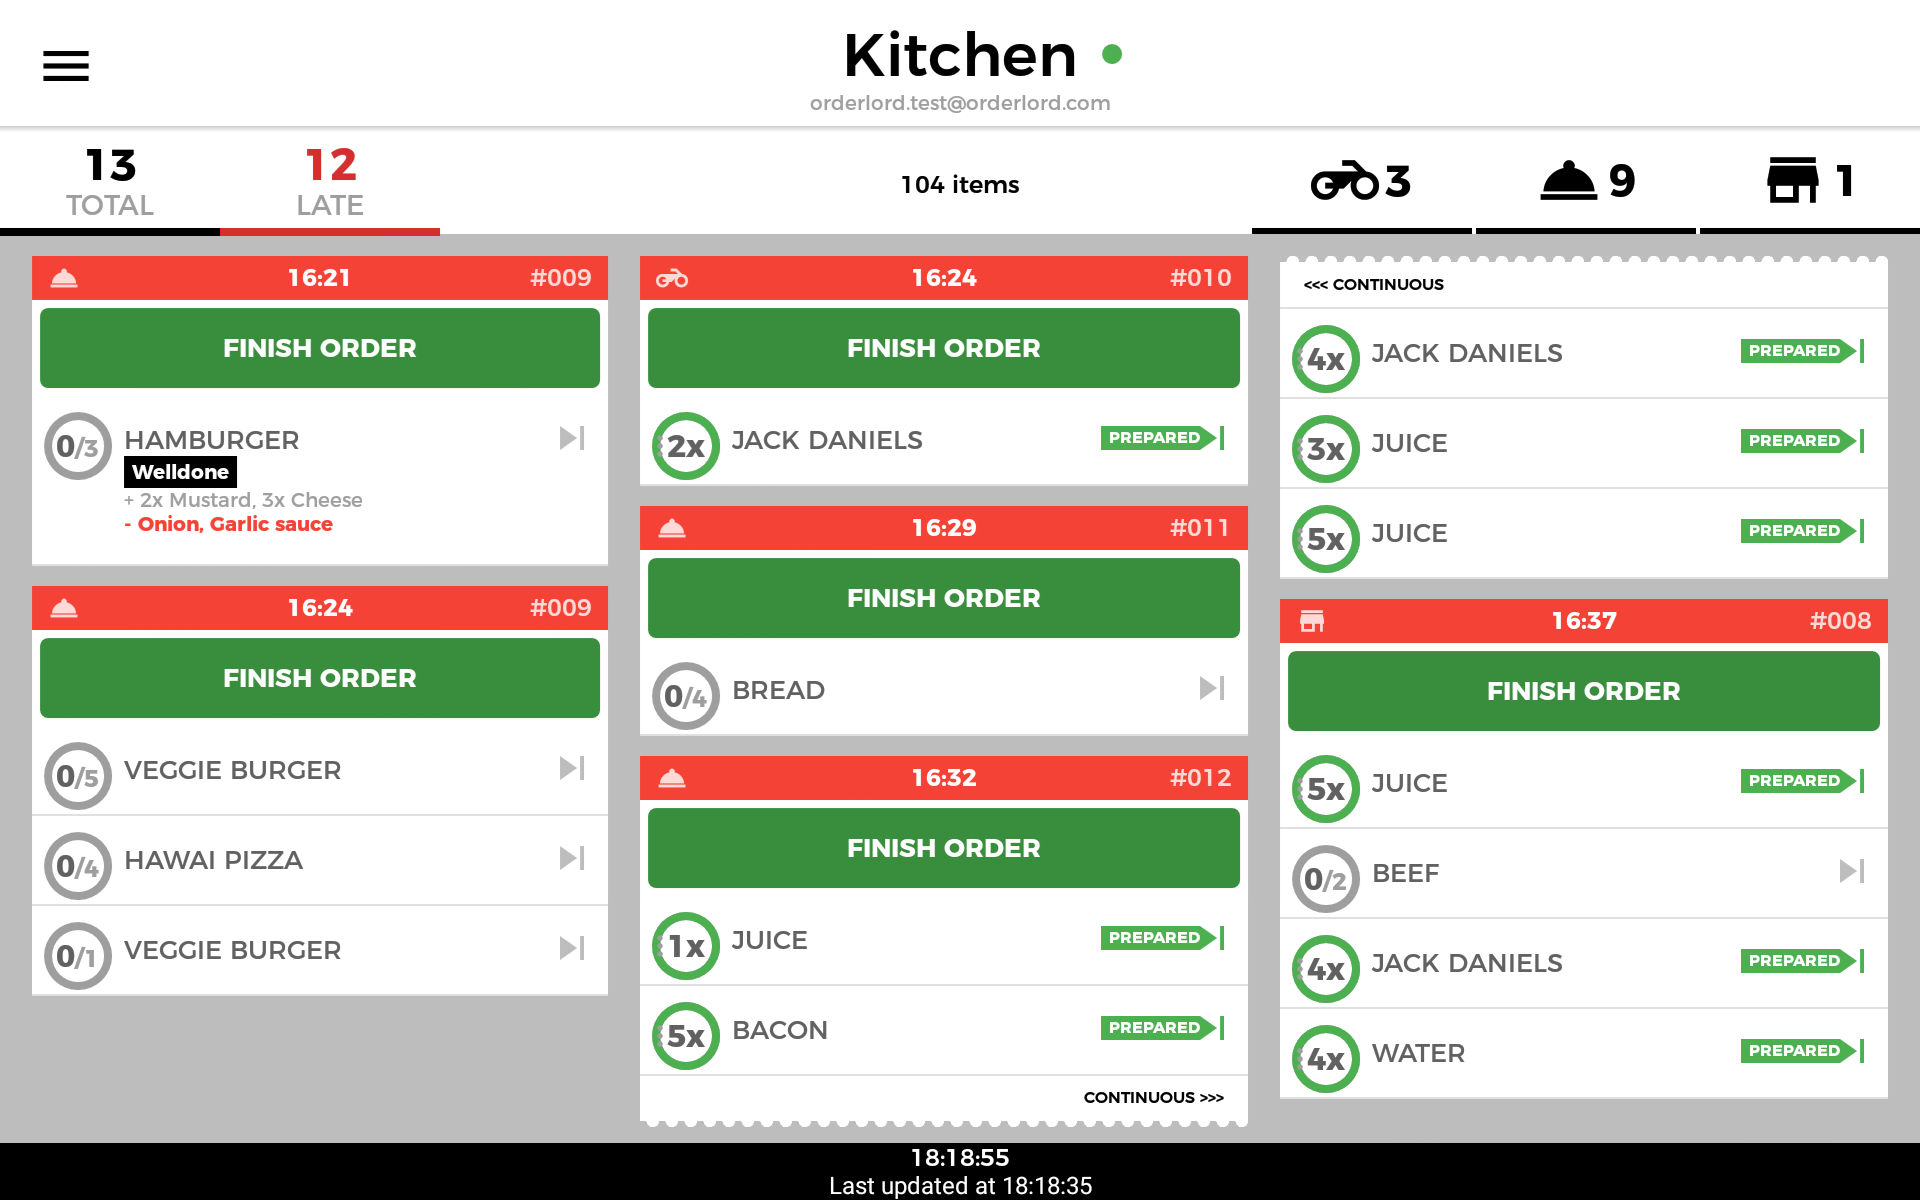 Kitchen
orderlord.test@orderlord.com
13
TOTAL
12
LATE
104 items
3
9
1
16:21 #009
FINISH ORDER
0/3 HAMBURGER
Welldone
+ 2x Mustard, 3x Cheese
- Onion, Garlic sauce
16:24 #009
FINISH ORDER
0/5 VEGGIE BURGER
0/4 HAWAI PIZZA
0/1 VEGGIE BURGER
16:24 #010
FINISH ORDER
2x JACK DANIELS PREPARED
16:29 #011
FINISH ORDER
0/4 BREAD
16:32 #012
FINISH ORDER
1x JUICE PREPARED
5x BACON PREPARED
CONTINUOUS >>>
<<< CONTINUOUS
4x JACK DANIELS PREPARED
3x JUICE PREPARED
5x JUICE PREPARED
16:37 #008
FINISH ORDER
5x JUICE PREPARED
0/2 BEEF
4x JACK DANIELS PREPARED
4x WATER PREPARED
18:18:55
Last updated at 18:18:35